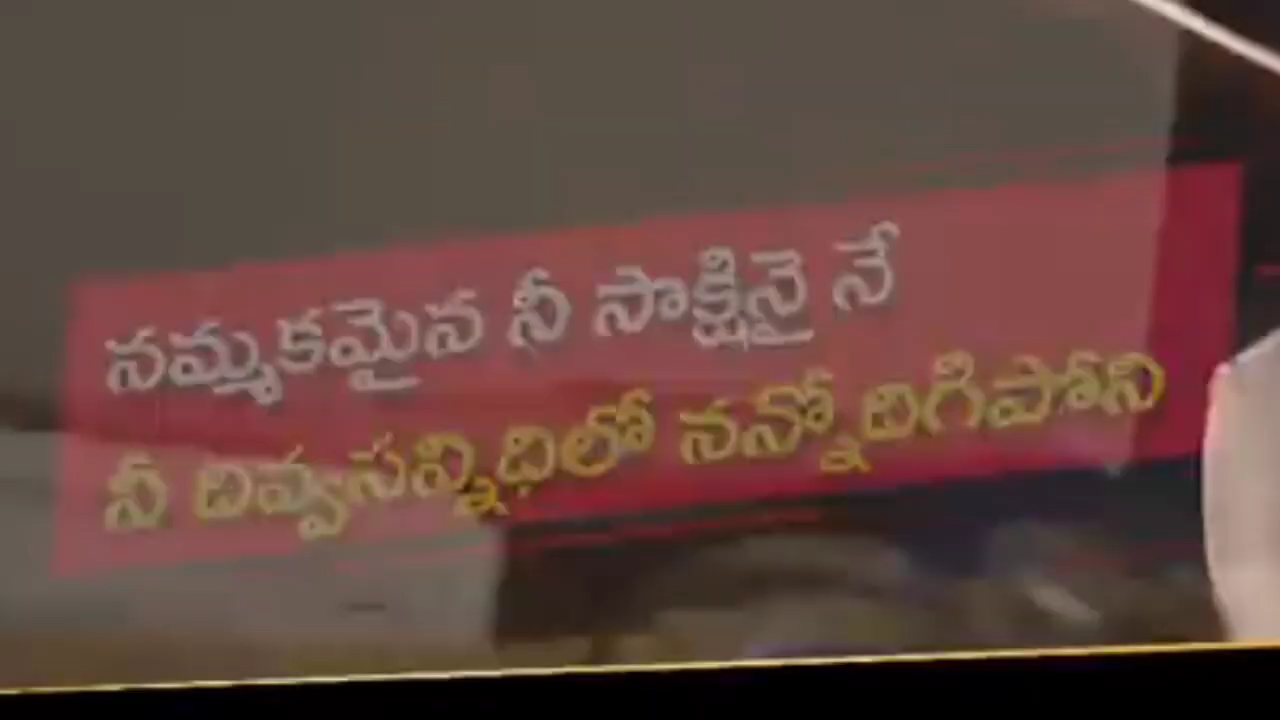 నమ్మకమైన నీ సాక్షినై నే
నీ దివ్యసన్నిధిలో నన్నోదిగిపోని